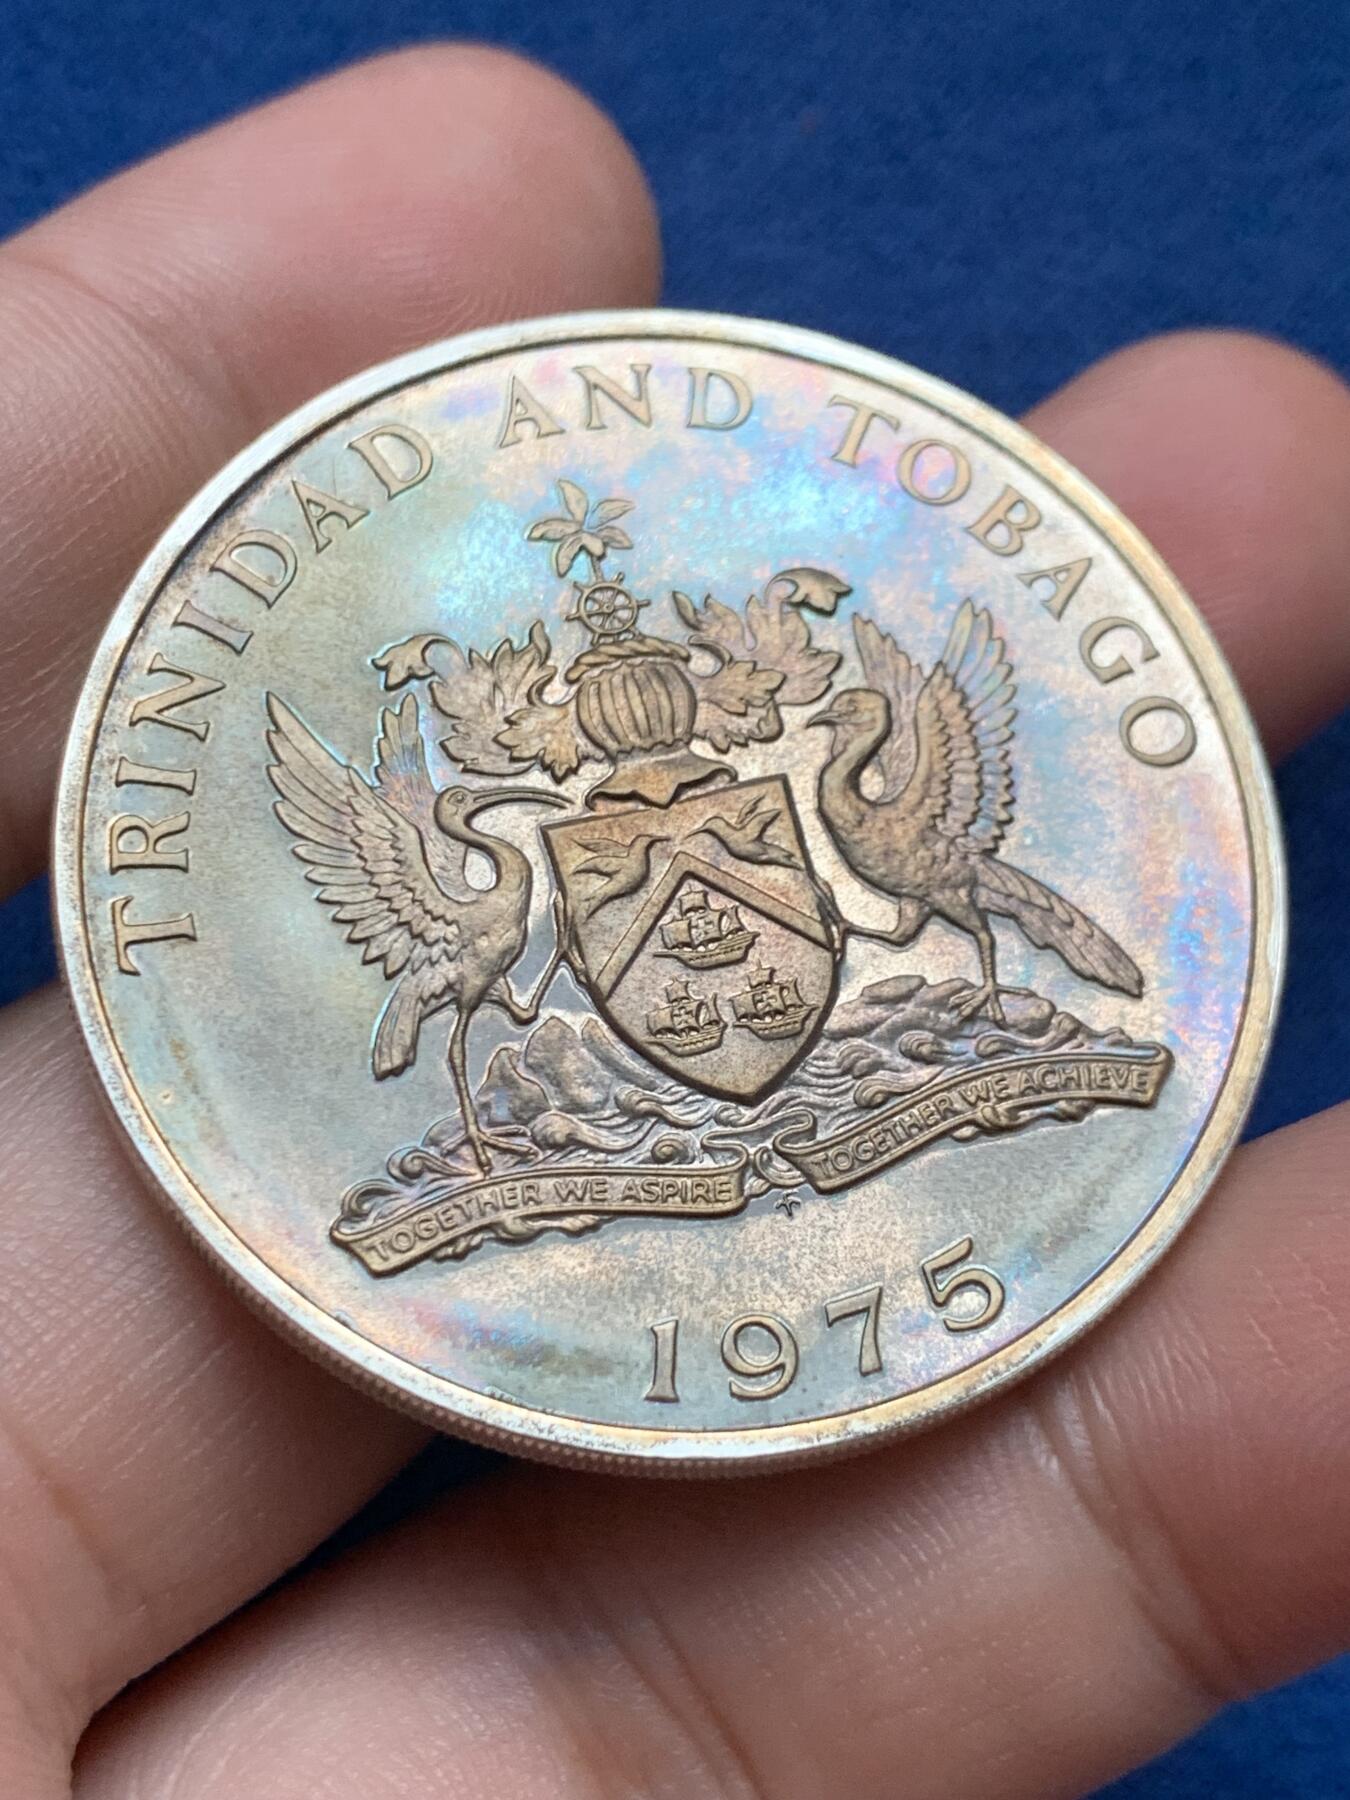 TRINIDAD AND TOBAGO
TOGETHER WE ASPIRE
TOGETHER WE ACHIEVE
1975